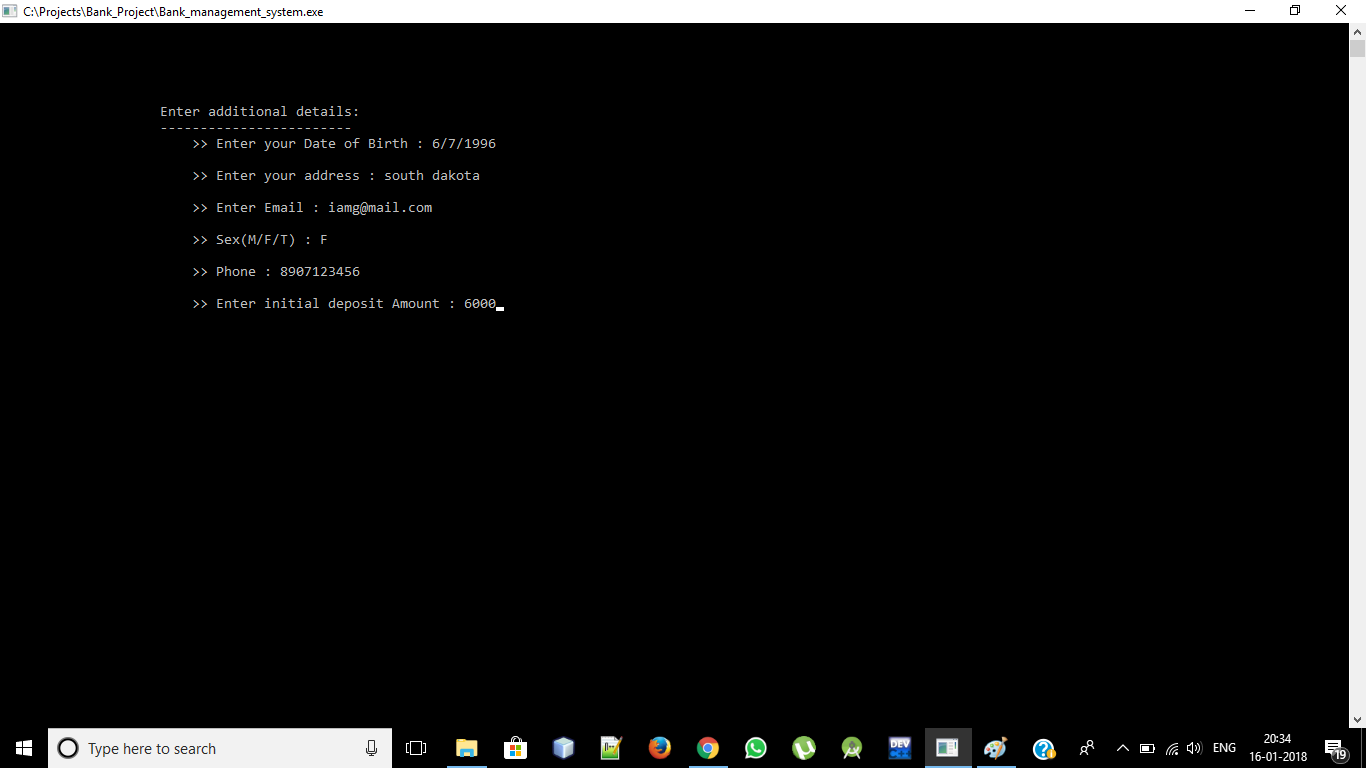 C:\Projects\Bank_Project\Bank_management_system.exe
Enter additional details:
------------------------
>> Enter your Date of Birth : 6/7/1996
>> Enter your address : south dakota
>> Enter Email : iamg@mail.com
>> Sex(M/F/T) : F
>> Phone : 8907123456
>> Enter initial deposit Amount : 6000
Type here to search
DEV
ENG
20:34
16-01-2018
19